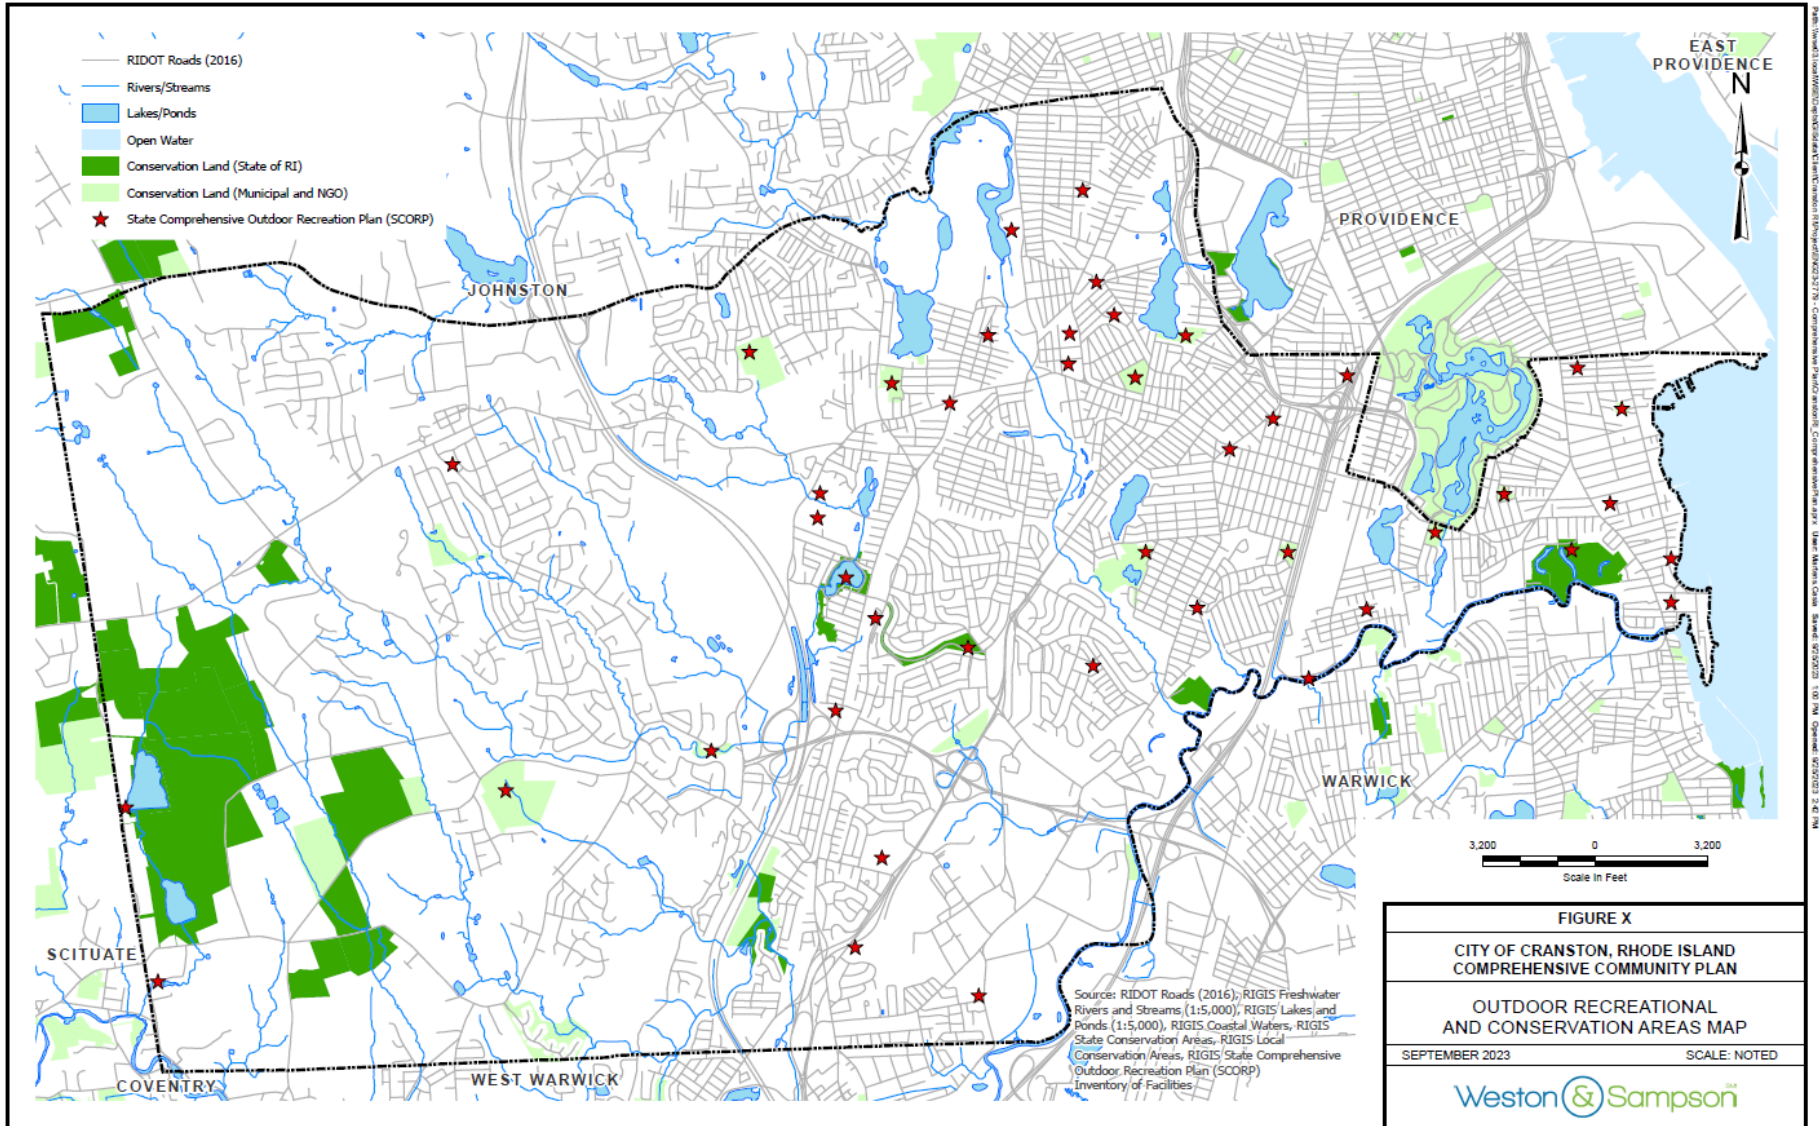 RIDOT Roads (2016)
Rivers/Streams
Lakes/Ponds
Open Water
Conservation Land (State of RI)
Conservation Land (Municipal and NGO)
State Comprehensive Outdoor Recreation Plan (SCORP)
EAST
PROVIDENCE
N
PROVIDENCE
JOHNSTON
WARWICK
SCITUATE
COVENTRY
WEST WARWICK
3,200 0 3,200
Scale In Feet
Source: RIDOT Roads (2016), RIGIS Freshwater
Rivers and Streams (1:5,000), RIGIS Lakes and
Ponds (1:5,000), RIGIS Coastal Waters, RIGIS
State Conservation Areas, RIGIS Local
Conservation Areas, RIGIS State Comprehensive
Outdoor Recreation Plan (SCORP)
Inventory of Facilities
FIGURE X
CITY OF CRANSTON, RHODE ISLAND
COMPREHENSIVE COMMUNITY PLAN
OUTDOOR RECREATIONAL
AND CONSERVATION AREAS MAP
SEPTEMBER 2023 SCALE: NOTED
Weston & Sampson